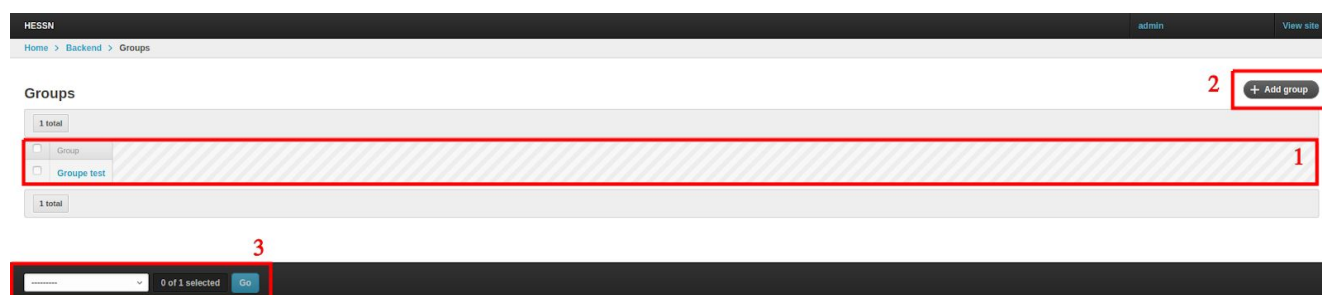 HESSN admin View site
Home > Backend > Groups
2
Groups + Add group
1 total
Group
1
Groupe test
1 total
3
--------- 0 of 1 selected Go